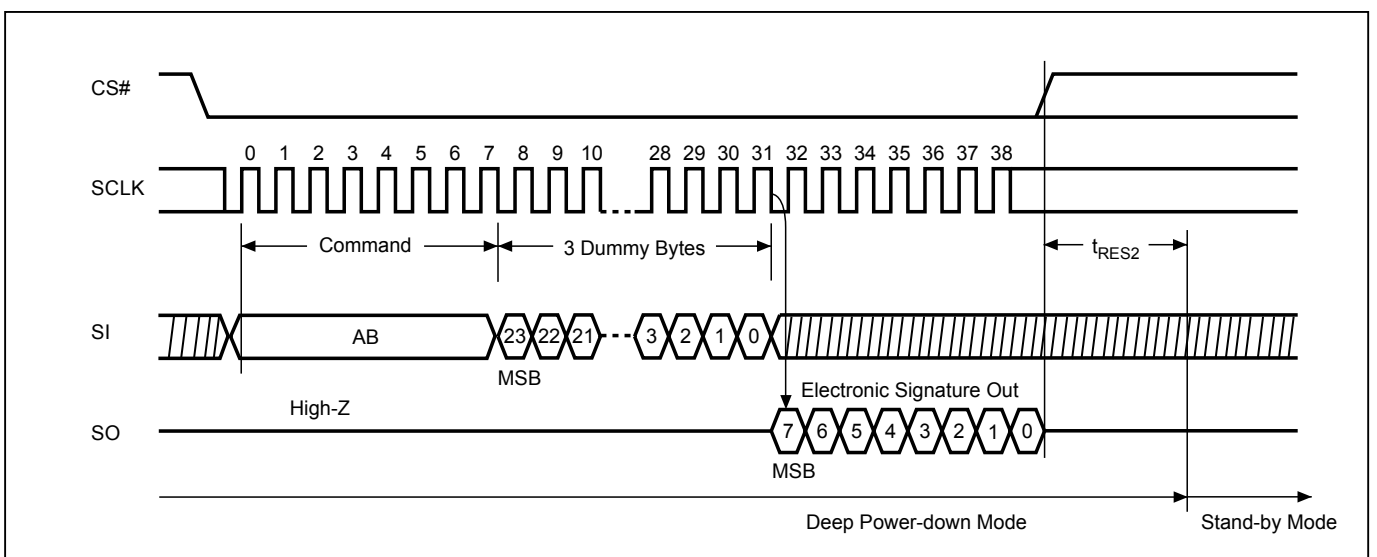 CS#
0 1 2 3 4 5 6 7 8 9 10 28 29 30 31 32 33 34 35 36 37 38
SCLK
Command 3 Dummy Bytes tRES2
SI AB 23 22 21 3 2 1 0
MSB
Electronic Signature Out
High-Z
SO 7 6 5 4 3 2 1 0
MSB
Deep Power-down Mode Stand-by Mode